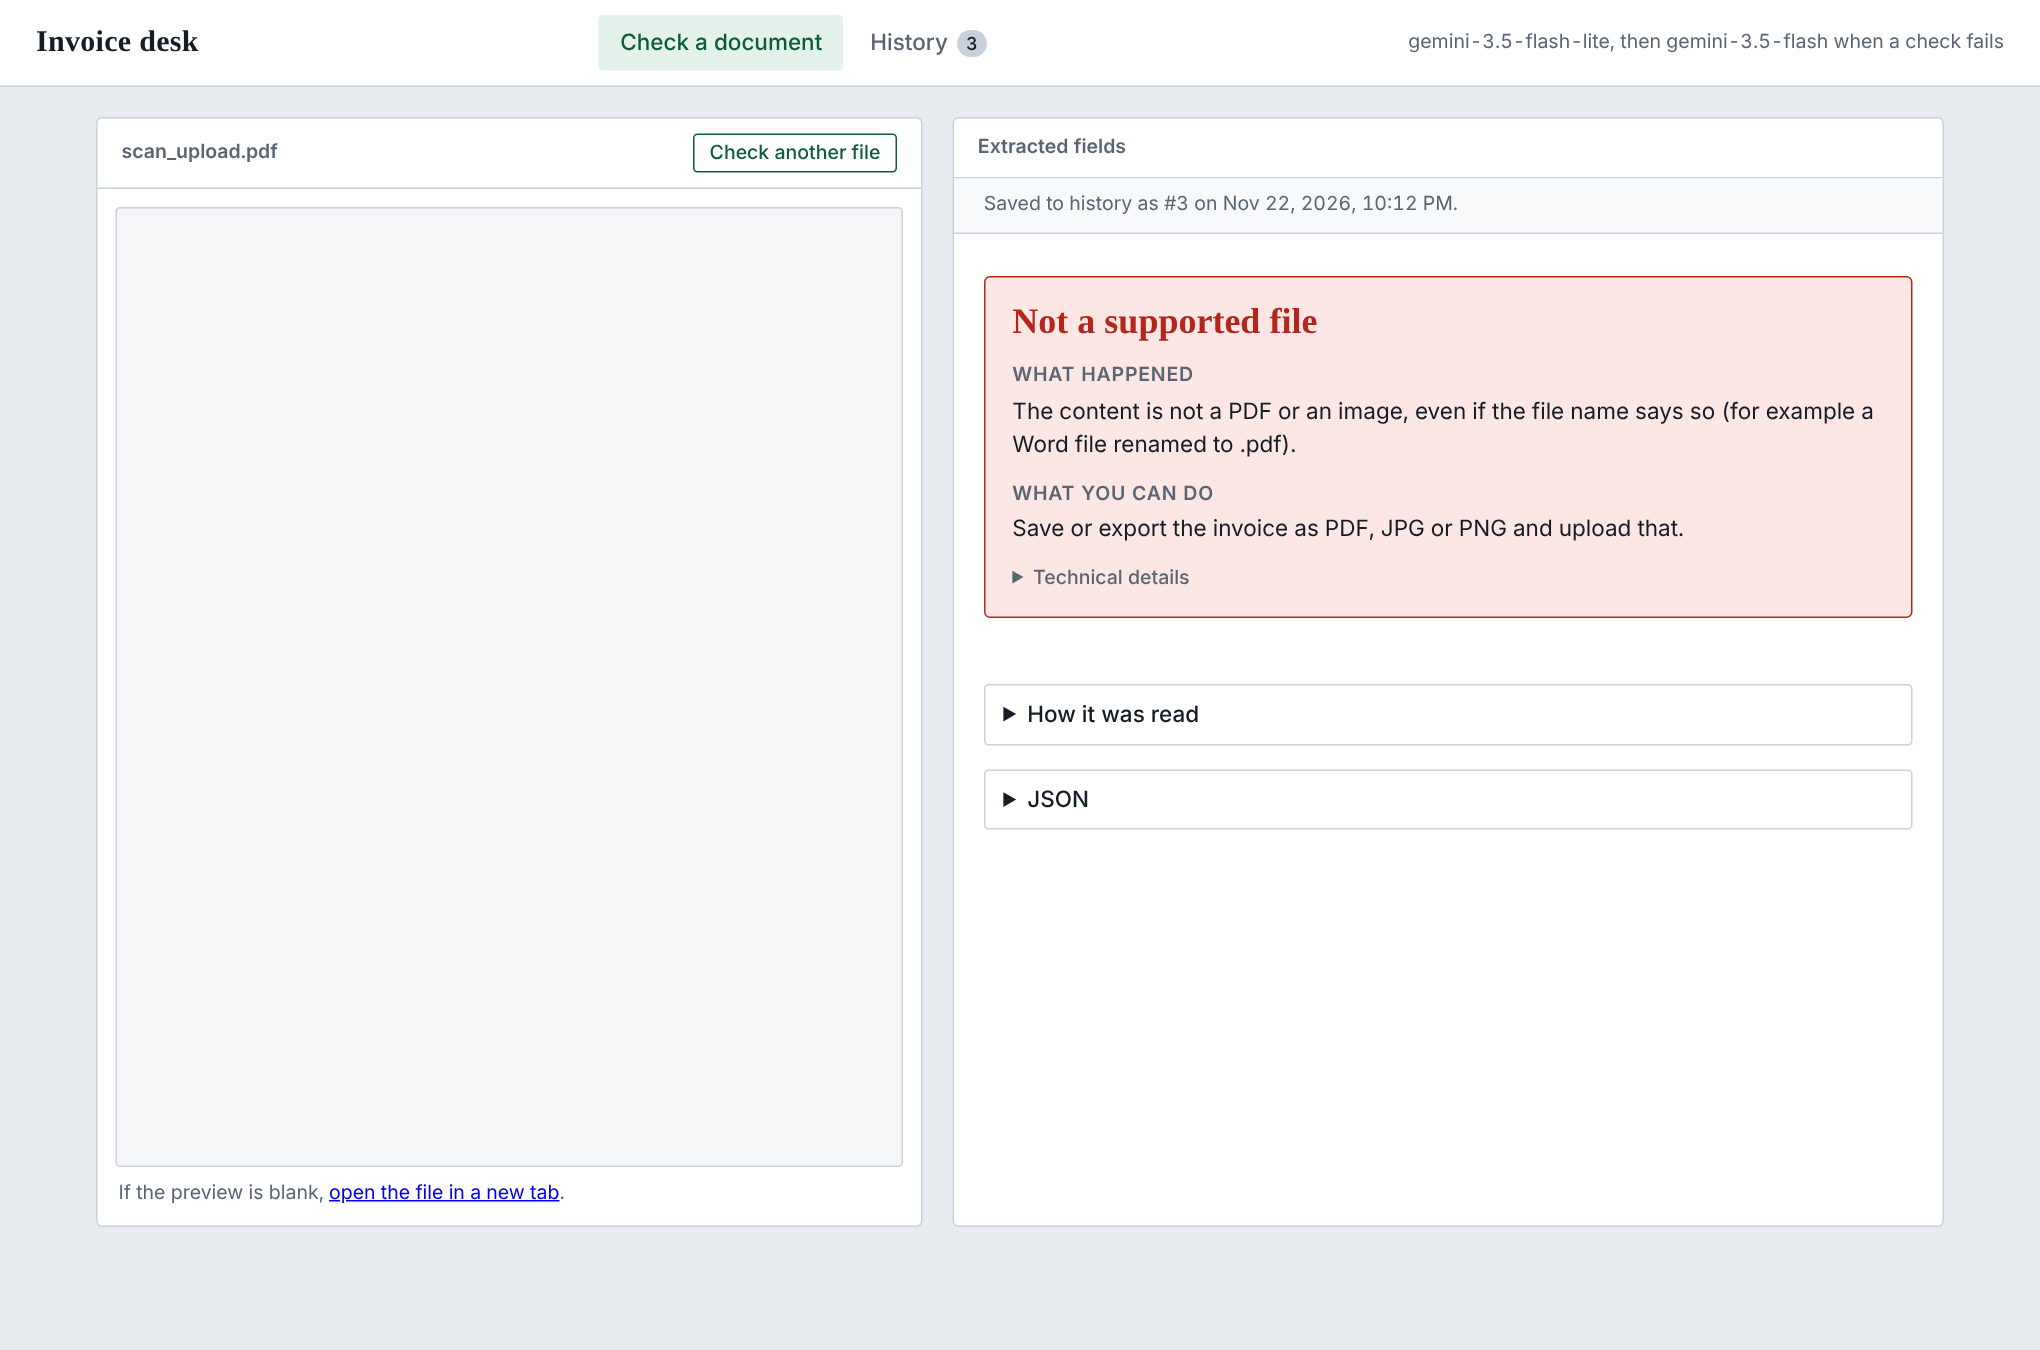 Invoice desk
Check a document
History 3
gemini-3.5-flash-lite, then gemini-3.5-flash when a check fails
scan_upload.pdf
Check another file
If the preview is blank, open the file in a new tab.
Extracted fields
Saved to history as #3 on Nov 22, 2026, 10:12 PM.
Not a supported file
WHAT HAPPENED
The content is not a PDF or an image, even if the file name says so (for example a
Word file renamed to .pdf).
WHAT YOU CAN DO
Save or export the invoice as PDF, JPG or PNG and upload that.
Technical details
How it was read
JSON